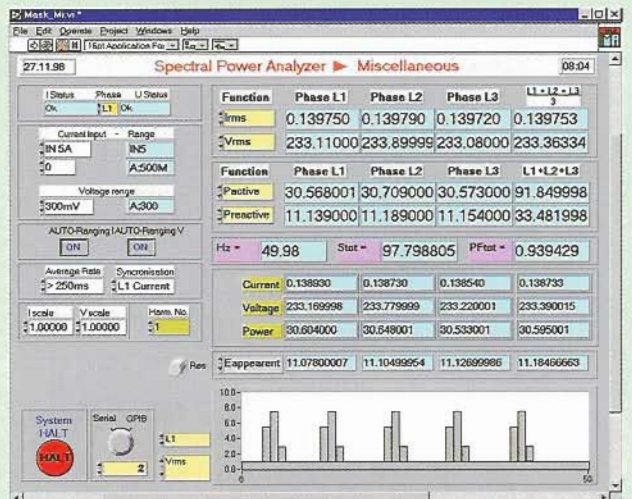 Mask_Mi.vi *
File Edit Operate Project Windows Help
16pt Application Fo
27.11.98 Spectral Power Analyzer ► Miscellaneous 08:04
I Status Phase U Status
Ok L1 Ok
Current Input - Range
IN 5A IN5
0 A:500M
Voltage range
300mV A:300
AUTO-Ranging I AUTO-Ranging V
ON ON
Average Rate Syncronisation
> 250ms L1 Current
I scale V scale Harm. No.
1.00000 1.00000 1
Res
System HALT
HALT
Serial GPIB
2
L1
Vrms
Function Phase L1 Phase L2 Phase L3 L1+L2+L3
3
Irms 0.139750 0.139790 0.139720 0.139753
Vrms 233.11000 233.89999 233.08000 233.36334
Function Phase L1 Phase L2 Phase L3 L1+L2+L3
Pactive 30.568001 30.709000 30.573000 91.849998
Preactive 11.139000 11.189000 11.154000 33.481998
Hz = 49.98 Stot = 97.798805 PFtot = 0.939429
Current 0.138930 0.138730 0.138540 0.138733
Voltage 233.169998 233.779999 233.220001 233.390015
Power 30.604000 30.648001 30.533001 30.595001
Eappearent 11.07800007 11.10499954 11.12699986 11.18466663
10.0
8.0
6.0
4.0
2.0
0.0
0 50